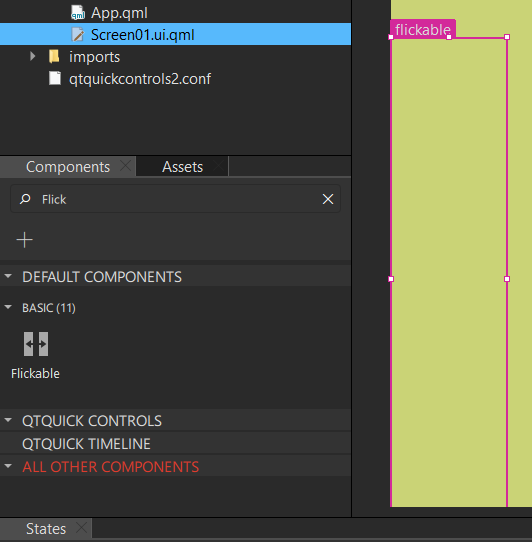 App.qml
Screen01.ui.qml
imports
qtquickcontrols2.conf
flickable
Components
Assets
Flick
DEFAULT COMPONENTS
BASIC (11)
Flickable
QTQUICK CONTROLS
QTQUICK TIMELINE
ALL OTHER COMPONENTS
States